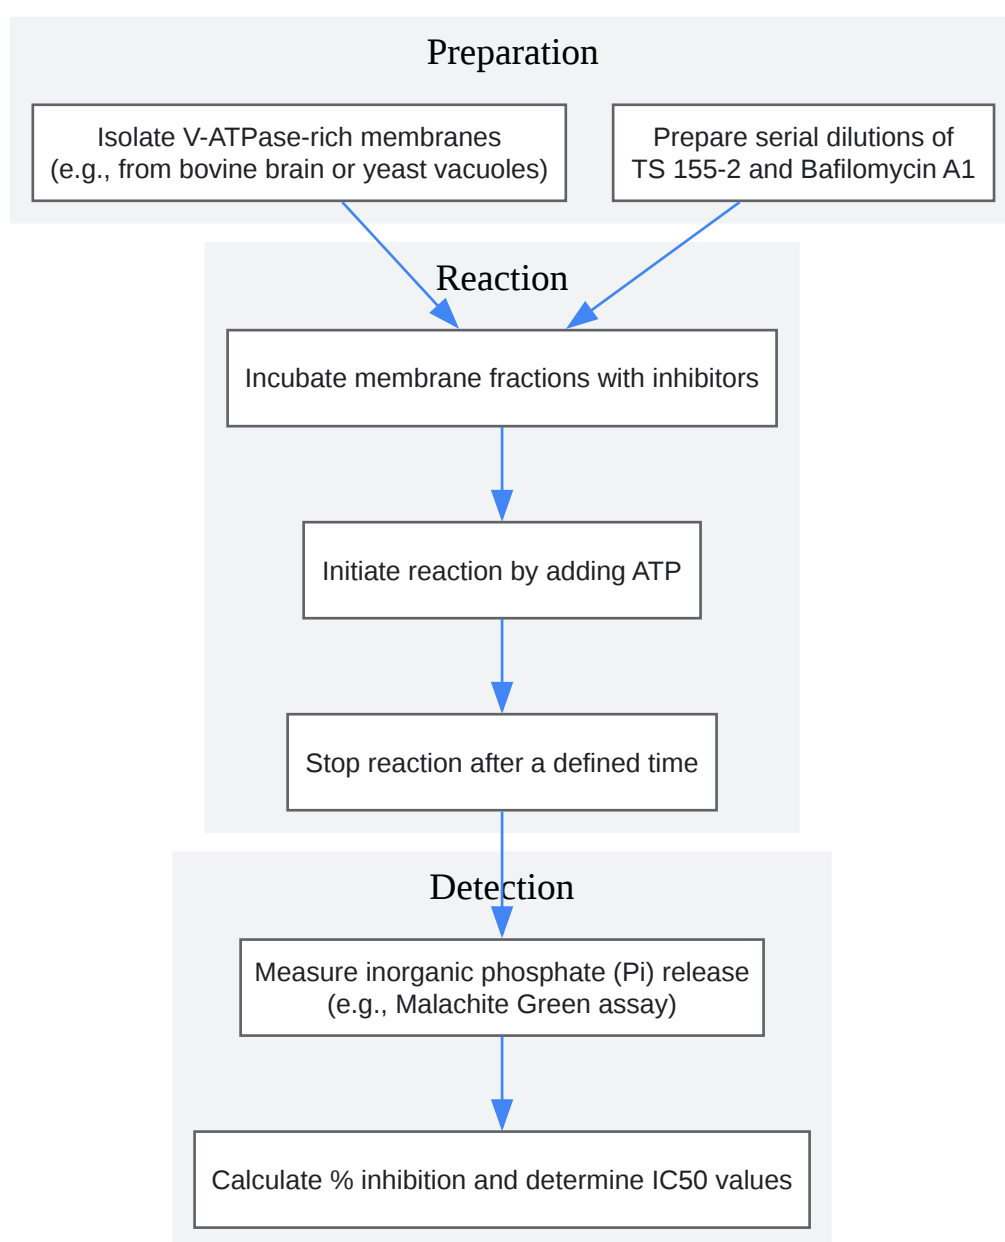 Preparation
Isolate V-ATPase-rich membranes
(e.g., from bovine brain or yeast vacuoles)
Prepare serial dilutions of
TS 155-2 and Bafilomycin A1
Reaction
Incubate membrane fractions with inhibitors
Initiate reaction by adding ATP
Stop reaction after a defined time
Detection
Measure inorganic phosphate (Pi) release
(e.g., Malachite Green assay)
Calculate % inhibition and determine IC50 values